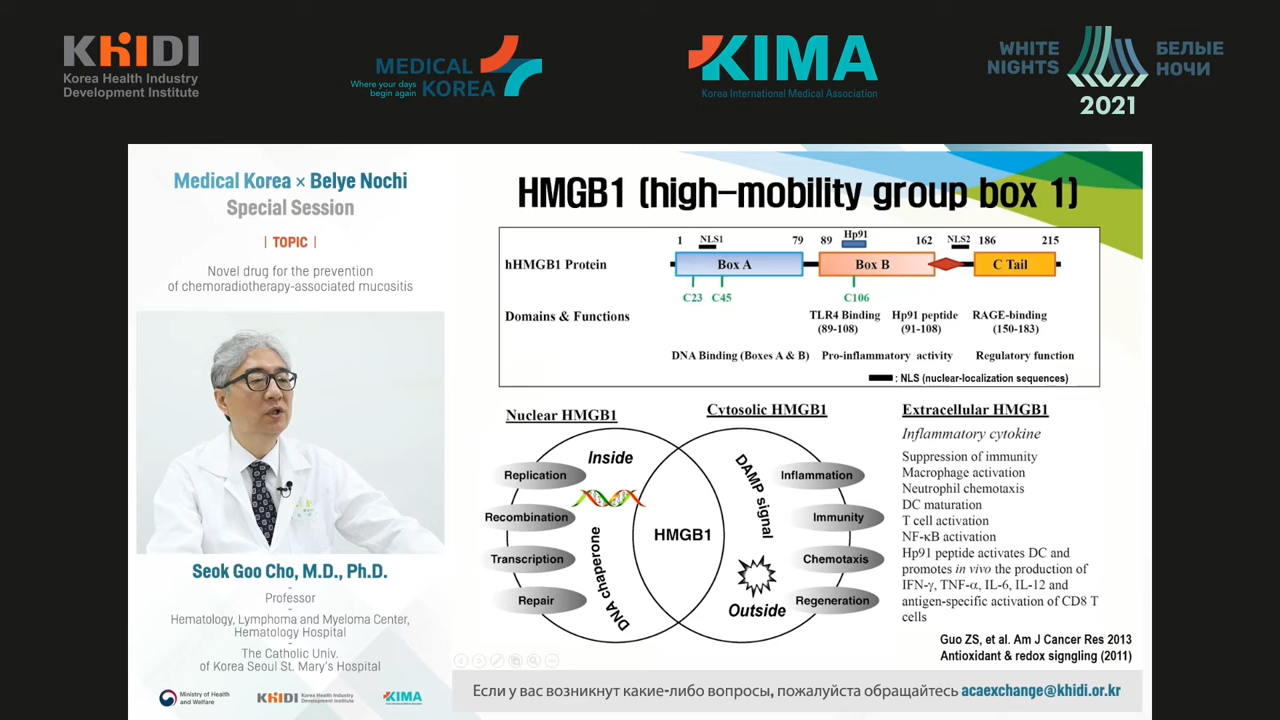 KHIDI
Korea Health Industry
Development Institute
MEDICAL
KOREA
Where your days
begin again
KIMA
Korea International Medical Association
WHITE
NIGHTS
БЕЛЫЕ
НОЧИ
2021
Medical Korea × Belye Nochi
Special Session
| TOPIC |
Novel drug for the prevention
of chemoradiotherapy-associated mucositis
Seok Goo Cho, M.D., Ph.D.
Professor
Hematology, Lymphoma and Myeloma Center,
Hematology Hospital
The Catholic Univ.
of Korea Seoul St. Mary's Hospital
Ministry of Health
and Welfare
KHIDI Korea Health Industry
Development Institute
KIMA
HMGB1 (high-mobility group box 1)
1 NLS1 79 89 Hp91 162 NLS2 186 215
hHMGB1 Protein Box A Box B C Tail
C23 C45 C106
Domains & Functions
TLR4 Binding
(89-108)
Hp91 peptide
(91-108)
RAGE-binding
(150-183)
DNA Binding (Boxes A & B) Pro-inflammatory activity Regulatory function
: NLS (nuclear-localization sequences)
Nuclear HMGB1
Inside
Replication
Recombination
Transcription
Repair
DNA chaperone
HMGB1
Cytosolic HMGB1
DAMP signal
Outside
Inflammation
Immunity
Chemotaxis
Regeneration
Extracellular HMGB1
Inflammatory cytokine
Suppression of immunity
Macrophage activation
Neutrophil chemotaxis
DC maturation
T cell activation
NF-κB activation
Hp91 peptide activates DC and
promotes in vivo the production of
IFN-γ, TNF-α, IL-6, IL-12 and
antigen-specific activation of CD8 T
cells
Guo ZS, et al. Am J Cancer Res 2013
Antioxidant & redox signgling (2011)
Если у вас возникнут какие-либо вопросы, пожалуйста обращайтесь acaexchange@khidi.or.kr